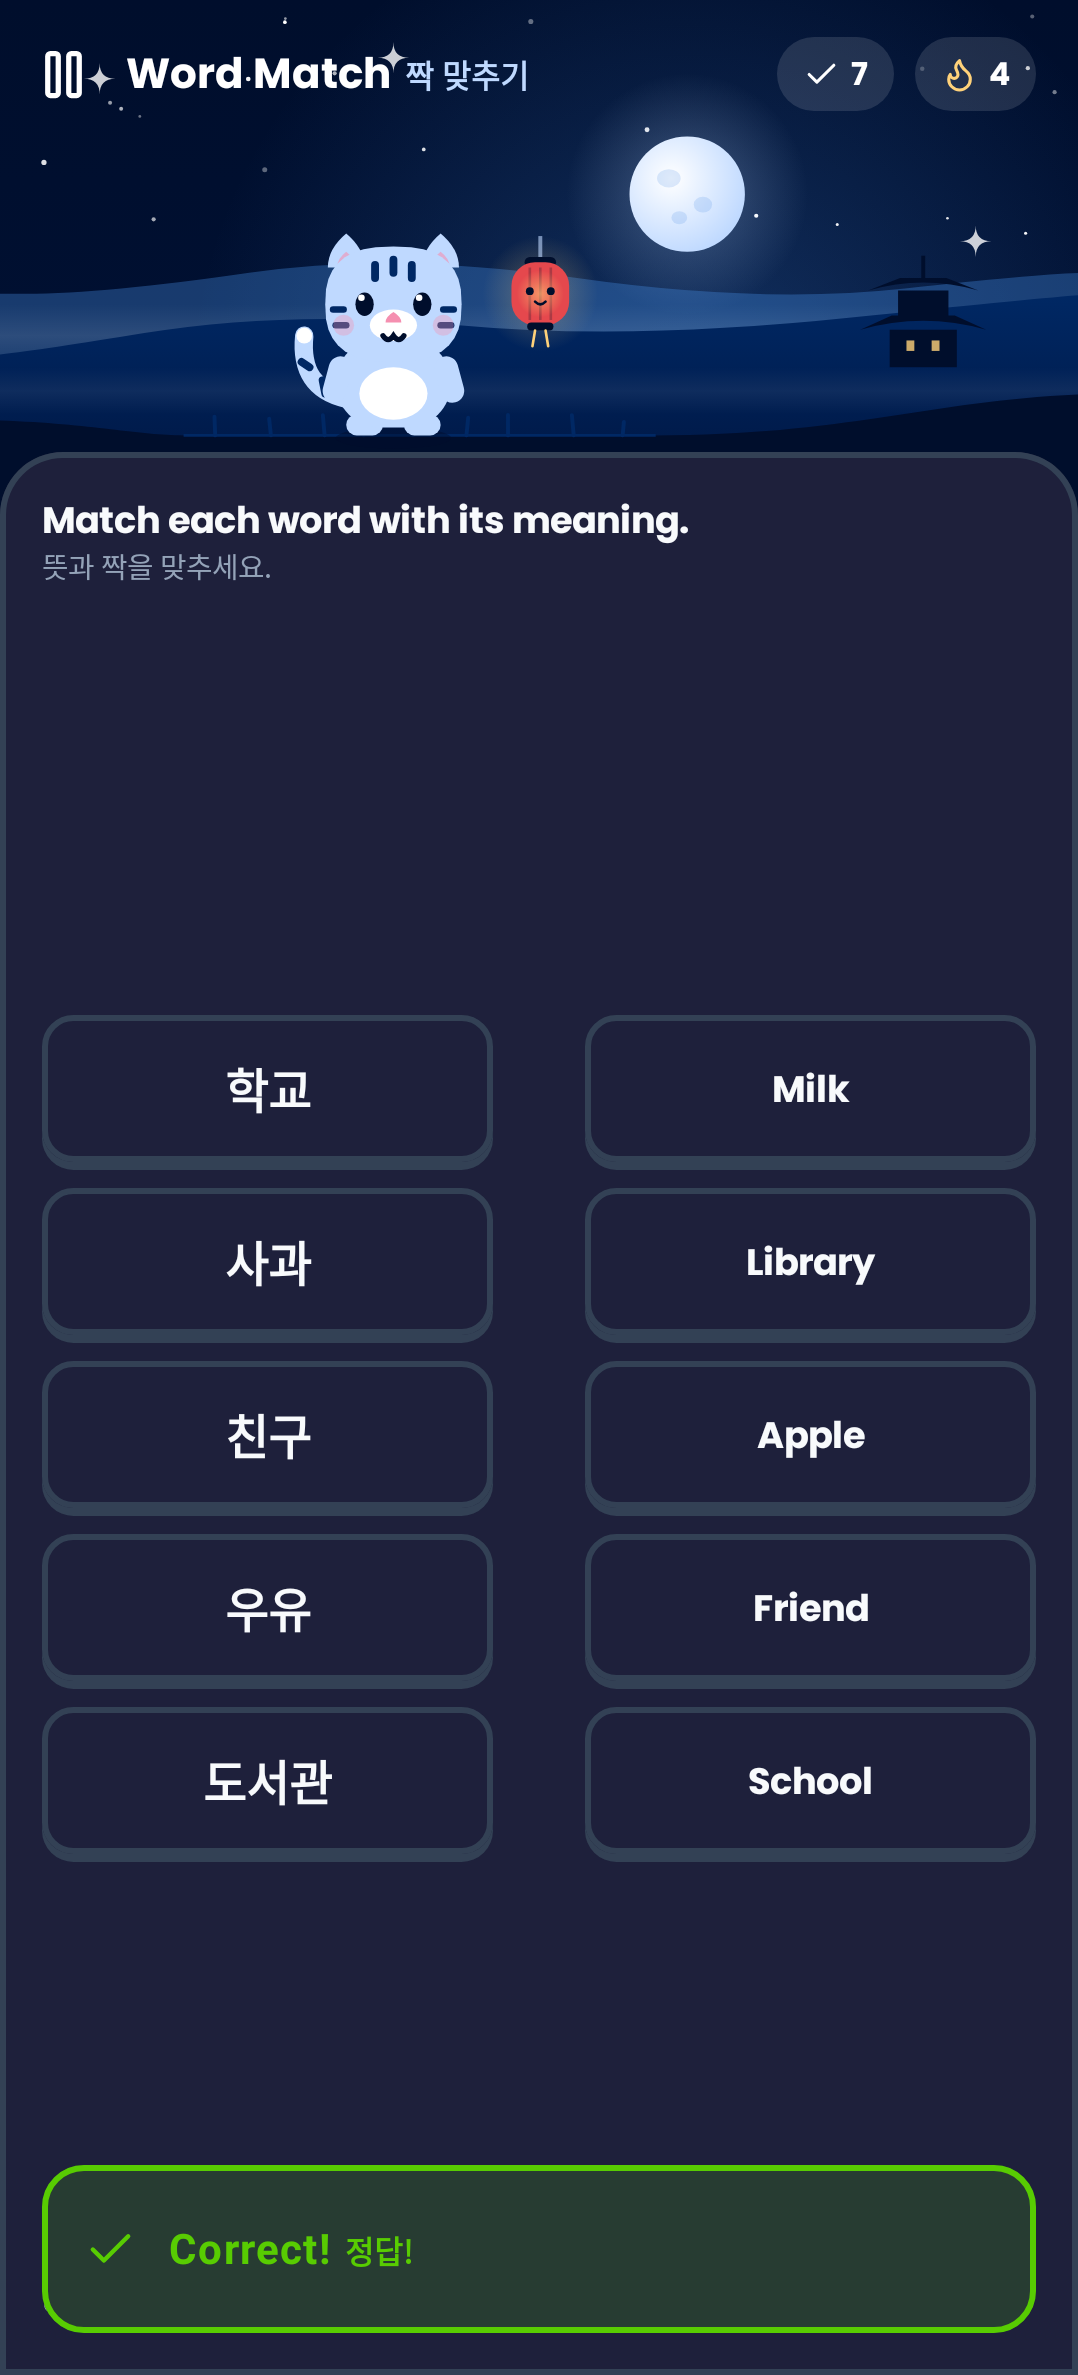 Word·Match 짝 맞추기
7
4
Match each word with its meaning.
뜻과 짝을 맞추세요.
학교
Milk
사과
Library
친구
Apple
우유
Friend
도서관
School
Correct! 정답!